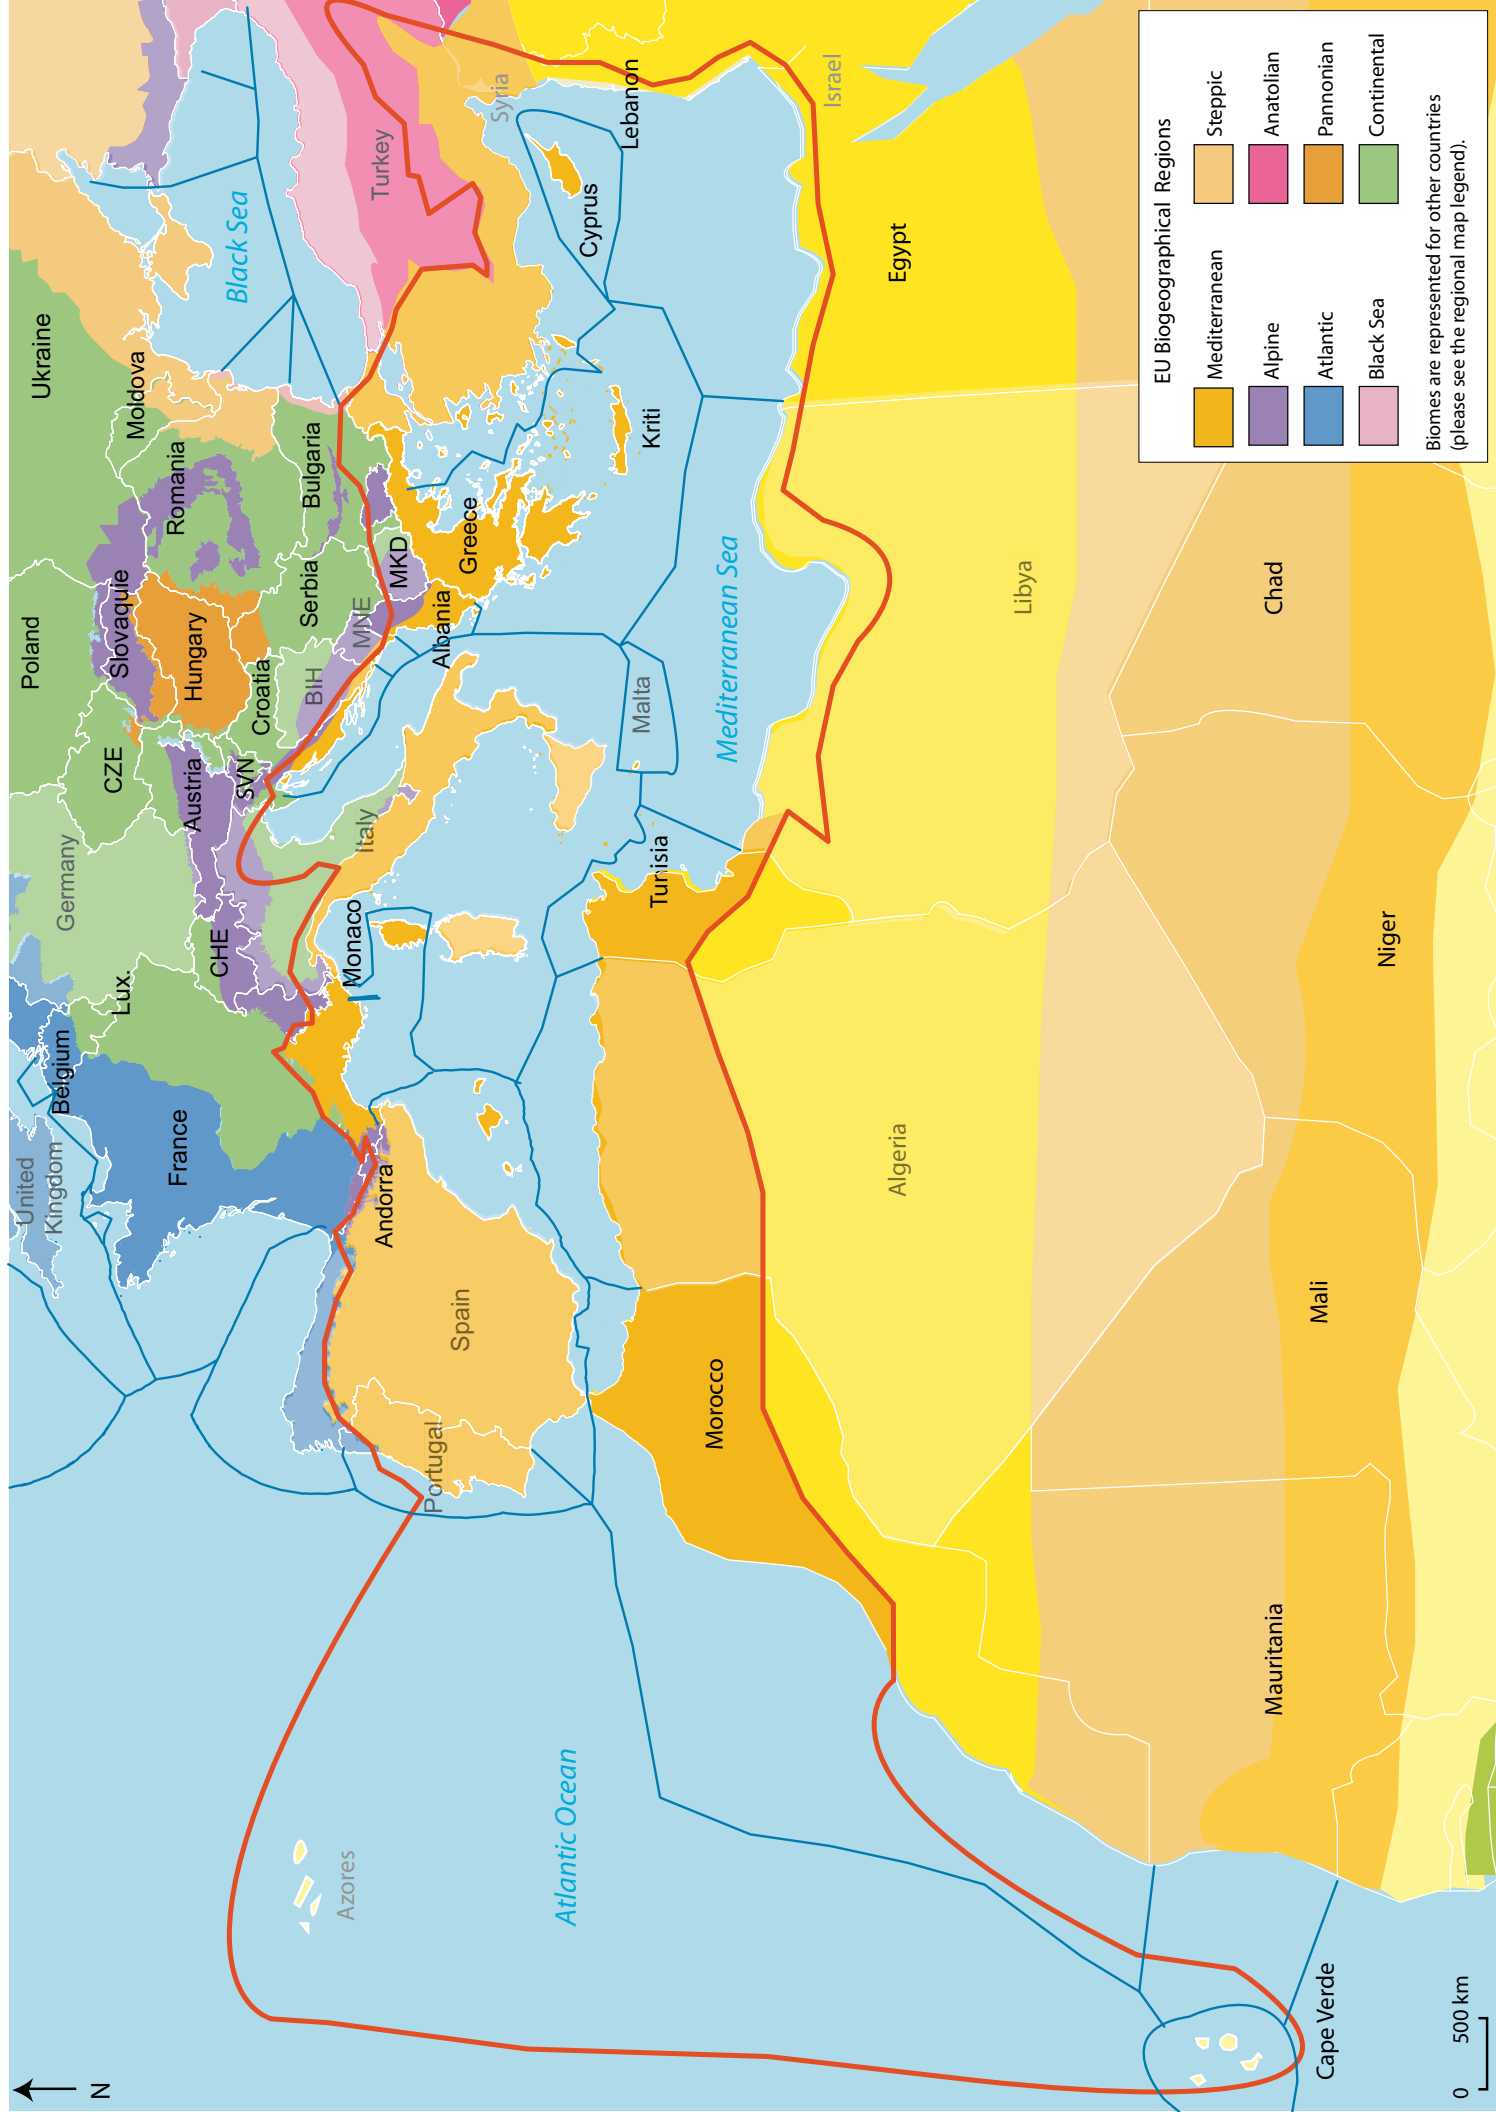 N
Azores
Atlantic Ocean
0 500 km
Cape Verde
United
Kingdom
Belgium
Lux.
Germany
CZE
Poland
Slovaquie
Ukraine
Moldova
France
CHE
Austria
SVN
Hungary
Croatia
BIH
Serbia
MNE
Romania
Bulgaria
Black Sea
Monaco
Italy
Andorra
Portugal
Spain
Albania
MKD
Greece
Turkey
Kriti
Cyprus
Syria
Lebanon
Israel
Malta
Mediterranean Sea
Morocco
Algeria
Tunisia
Libya
Egypt
Mauritania
Mali
Niger
Chad
EU Biogeographical Regions
Mediterranean
Steppic
Alpine
Anatolian
Atlantic
Pannonian
Black Sea
Continental
Biomes are represented for other countries
(please see the regional map legend).